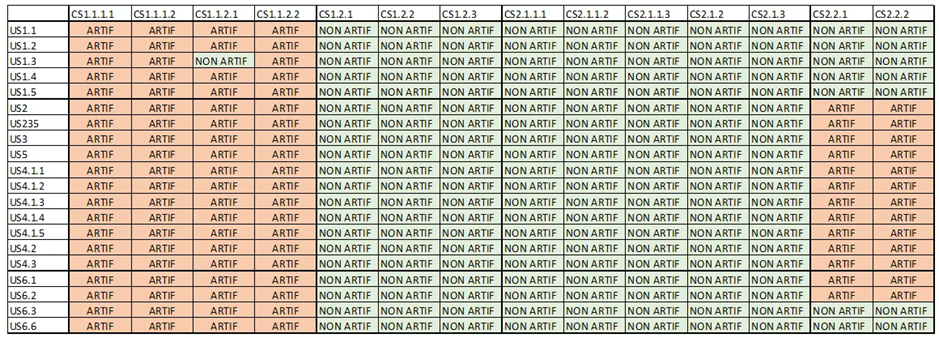 CS1.1.1.1 CS1.1.1.2 CS1.1.2.1 CS1.1.2.2 CS1.2.1 CS1.2.2 CS1.2.3 CS2.1.1.1 CS2.1.1.2 CS2.1.1.3 CS2.1.2 CS2.1.3 CS2.2.1 CS2.2.2
US1.1 ARTIF ARTIF ARTIF ARTIF NON ARTIF NON ARTIF NON ARTIF NON ARTIF NON ARTIF NON ARTIF NON ARTIF NON ARTIF NON ARTIF NON ARTIF
US1.2 ARTIF ARTIF ARTIF ARTIF NON ARTIF NON ARTIF NON ARTIF NON ARTIF NON ARTIF NON ARTIF NON ARTIF NON ARTIF NON ARTIF NON ARTIF
US1.3 ARTIF ARTIF NON ARTIF ARTIF NON ARTIF NON ARTIF NON ARTIF NON ARTIF NON ARTIF NON ARTIF NON ARTIF NON ARTIF NON ARTIF NON ARTIF
US1.4 ARTIF ARTIF ARTIF ARTIF NON ARTIF NON ARTIF NON ARTIF NON ARTIF NON ARTIF NON ARTIF NON ARTIF NON ARTIF NON ARTIF NON ARTIF
US1.5 ARTIF ARTIF ARTIF ARTIF NON ARTIF NON ARTIF NON ARTIF NON ARTIF NON ARTIF NON ARTIF NON ARTIF NON ARTIF NON ARTIF NON ARTIF
US2 ARTIF ARTIF ARTIF ARTIF NON ARTIF NON ARTIF NON ARTIF NON ARTIF NON ARTIF NON ARTIF NON ARTIF NON ARTIF ARTIF ARTIF
US235 ARTIF ARTIF ARTIF ARTIF NON ARTIF NON ARTIF NON ARTIF NON ARTIF NON ARTIF NON ARTIF NON ARTIF NON ARTIF ARTIF ARTIF
US3 ARTIF ARTIF ARTIF ARTIF NON ARTIF NON ARTIF NON ARTIF NON ARTIF NON ARTIF NON ARTIF NON ARTIF NON ARTIF ARTIF ARTIF
US5 ARTIF ARTIF ARTIF ARTIF NON ARTIF NON ARTIF NON ARTIF NON ARTIF NON ARTIF NON ARTIF NON ARTIF NON ARTIF ARTIF ARTIF
US4.1.1 ARTIF ARTIF ARTIF ARTIF NON ARTIF NON ARTIF NON ARTIF NON ARTIF NON ARTIF NON ARTIF NON ARTIF NON ARTIF ARTIF ARTIF
US4.1.2 ARTIF ARTIF ARTIF ARTIF NON ARTIF NON ARTIF NON ARTIF NON ARTIF NON ARTIF NON ARTIF NON ARTIF NON ARTIF ARTIF ARTIF
US4.1.3 ARTIF ARTIF ARTIF ARTIF NON ARTIF NON ARTIF NON ARTIF NON ARTIF NON ARTIF NON ARTIF NON ARTIF NON ARTIF ARTIF ARTIF
US4.1.4 ARTIF ARTIF ARTIF ARTIF NON ARTIF NON ARTIF NON ARTIF NON ARTIF NON ARTIF NON ARTIF NON ARTIF NON ARTIF ARTIF ARTIF
US4.1.5 ARTIF ARTIF ARTIF ARTIF NON ARTIF NON ARTIF NON ARTIF NON ARTIF NON ARTIF NON ARTIF NON ARTIF NON ARTIF ARTIF ARTIF
US4.2 ARTIF ARTIF ARTIF ARTIF NON ARTIF NON ARTIF NON ARTIF NON ARTIF NON ARTIF NON ARTIF NON ARTIF NON ARTIF ARTIF ARTIF
US4.3 ARTIF ARTIF ARTIF ARTIF NON ARTIF NON ARTIF NON ARTIF NON ARTIF NON ARTIF NON ARTIF NON ARTIF NON ARTIF ARTIF ARTIF
US6.1 ARTIF ARTIF ARTIF ARTIF NON ARTIF NON ARTIF NON ARTIF NON ARTIF NON ARTIF NON ARTIF NON ARTIF NON ARTIF ARTIF ARTIF
US6.2 ARTIF ARTIF ARTIF ARTIF NON ARTIF NON ARTIF NON ARTIF NON ARTIF NON ARTIF NON ARTIF NON ARTIF NON ARTIF ARTIF ARTIF
US6.3 ARTIF ARTIF ARTIF ARTIF NON ARTIF NON ARTIF NON ARTIF NON ARTIF NON ARTIF NON ARTIF NON ARTIF NON ARTIF NON ARTIF NON ARTIF
US6.6 ARTIF ARTIF ARTIF ARTIF NON ARTIF NON ARTIF NON ARTIF NON ARTIF NON ARTIF NON ARTIF NON ARTIF NON ARTIF NON ARTIF NON ARTIF